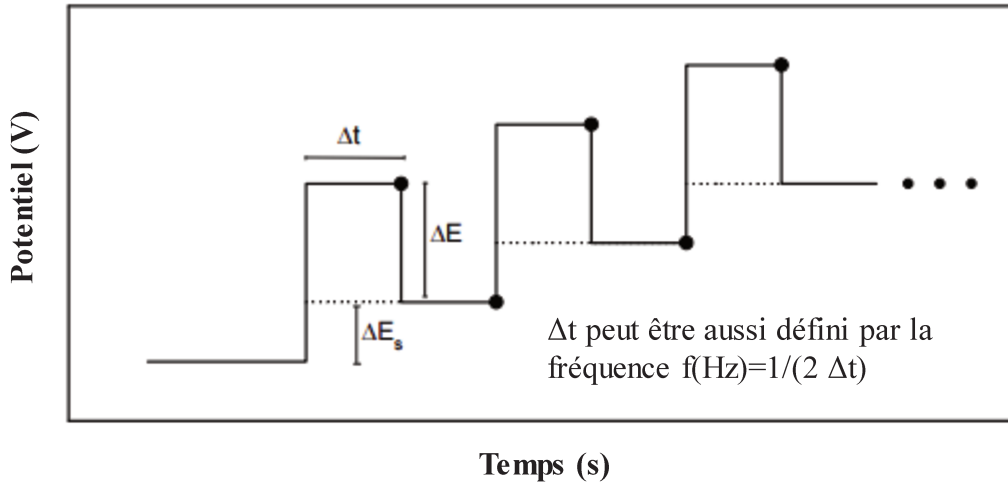 Potentiel (V)
Δt
ΔE
ΔEs
Δt peut être aussi défini par la
fréquence f(Hz)=1/(2 Δt)
Temps (s)